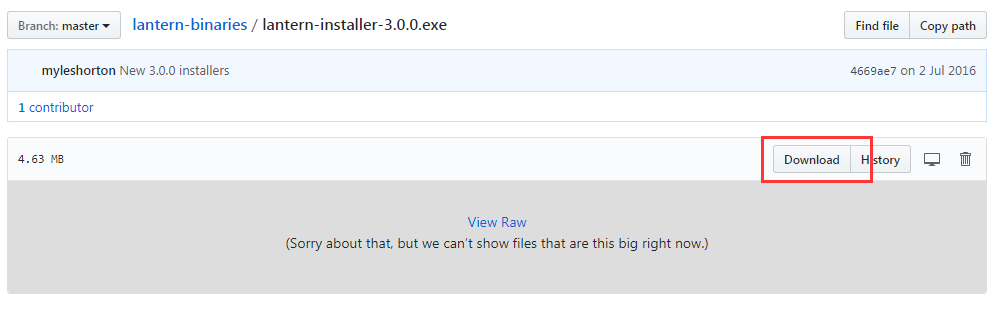 Branch: master lantern-binaries / lantern-installer-3.0.0.exe Find file Copy path
myleshorton New 3.0.0 installers 4669ae7 on 2 Jul 2016
1 contributor
4.63 MB Download History
View Raw
(Sorry about that, but we can’t show files that are this big right now.)